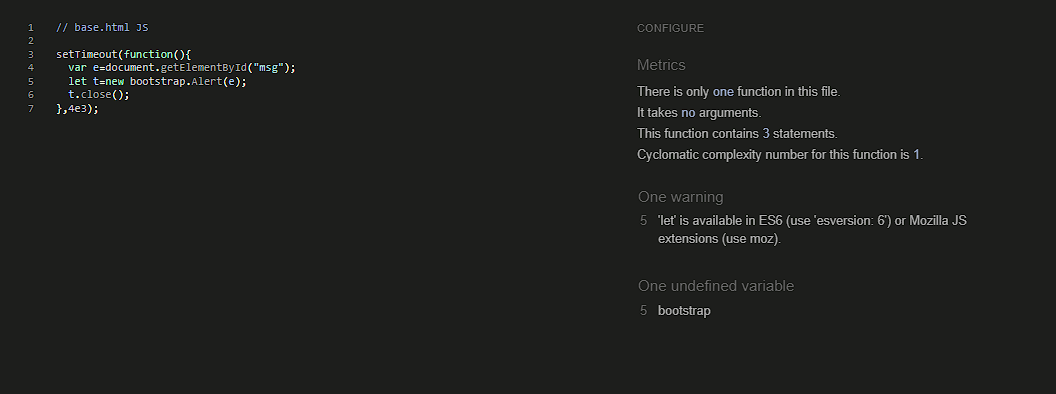 1 // base.html JS
2
3 setTimeout(function(){
4 var e=document.getElementById("msg");
5 let t=new bootstrap.Alert(e);
6 t.close();
7 },4e3);
CONFIGURE
Metrics
There is only one function in this file.
It takes no arguments.
This function contains 3 statements.
Cyclomatic complexity number for this function is 1.
One warning
5 'let' is available in ES6 (use 'esversion: 6') or Mozilla JS
extensions (use moz).
One undefined variable
5 bootstrap